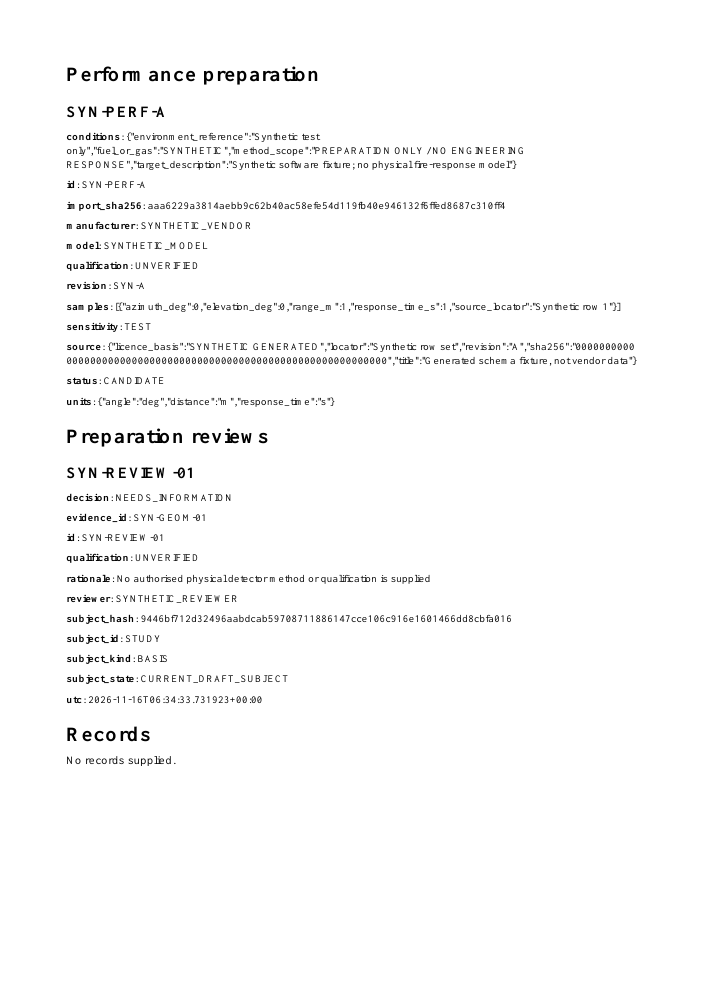 Performance preparation
SYN-PERF-A
conditions: {"environment_reference":"Synthetic test
only","fuel_or_gas":"SYNTHETIC","method_scope":"PREPARATION ONLY / NO ENGINEERING
RESPONSE","target_description":"Synthetic software fixture; no physical fire-response model"}
id: SYN-PERF-A
import_sha256: aaa6229a3814aebb9c62b40ac58efe54d119fb40e946132f6ffed8687c310ff4
manufacturer: SYNTHETIC_VENDOR
model: SYNTHETIC_MODEL
qualification: UNVERIFIED
revision: SYN-A
samples: [{"azimuth_deg":0,"elevation_deg":0,"range_m":1,"response_time_s":1,"source_locator":"Synthetic row 1"}]
sensitivity: TEST
source: {"licence_basis":"SYNTHETIC GENERATED","locator":"Synthetic row set","revision":"A","sha256":"0000000000
000000000000000000000000000000000000000000000000000000","title":"Generated schema fixture, not vendor data"}
status: CANDIDATE
units: {"angle":"deg","distance":"m","response_time":"s"}
Preparation reviews
SYN-REVIEW-01
decision: NEEDS_INFORMATION
evidence_id: SYN-GEOM-01
id: SYN-REVIEW-01
qualification: UNVERIFIED
rationale: No authorised physical detector method or qualification is supplied
reviewer: SYNTHETIC_REVIEWER
subject_hash: 9446bf712d32496aabdcab59708711886147cce106c916e1601466dd8cbfa016
subject_id: STUDY
subject_kind: BASIS
subject_state: CURRENT_DRAFT_SUBJECT
utc: 2026-11-16T06:34:33.731923+00:00
Records
No records supplied.